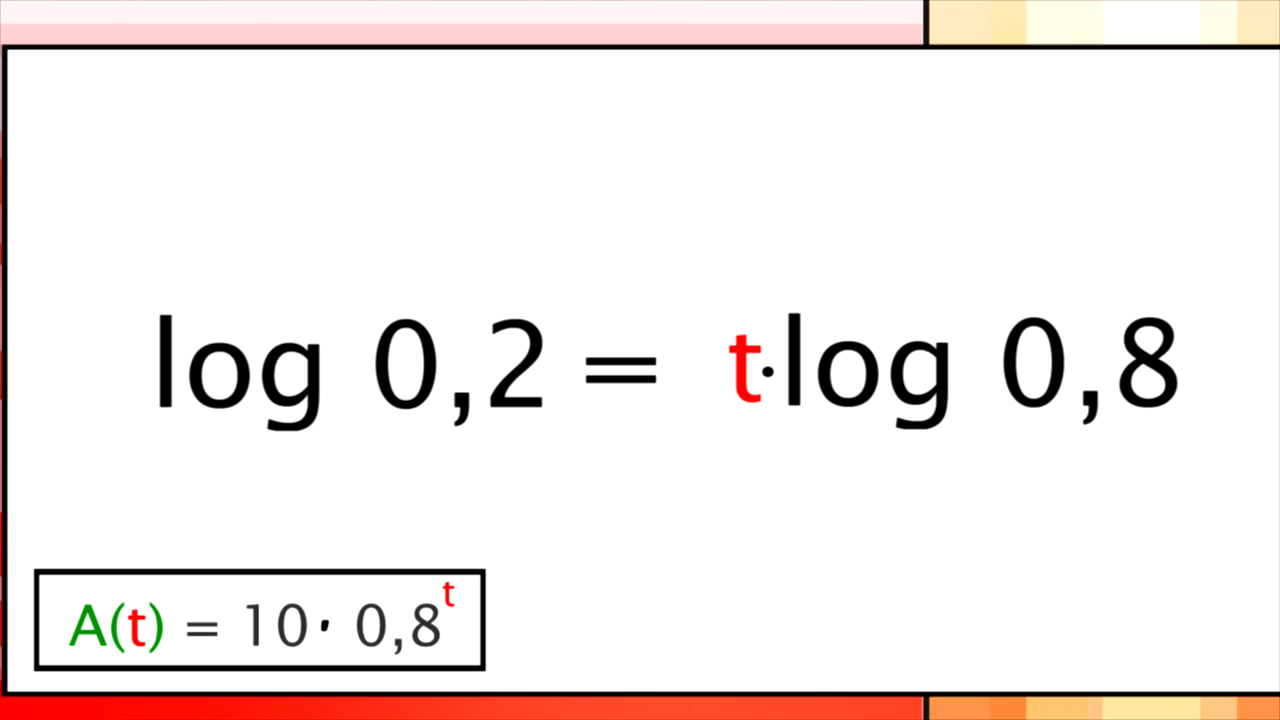 log 0,2 = t·log 0,8
A(t) = 10· 0,8^t